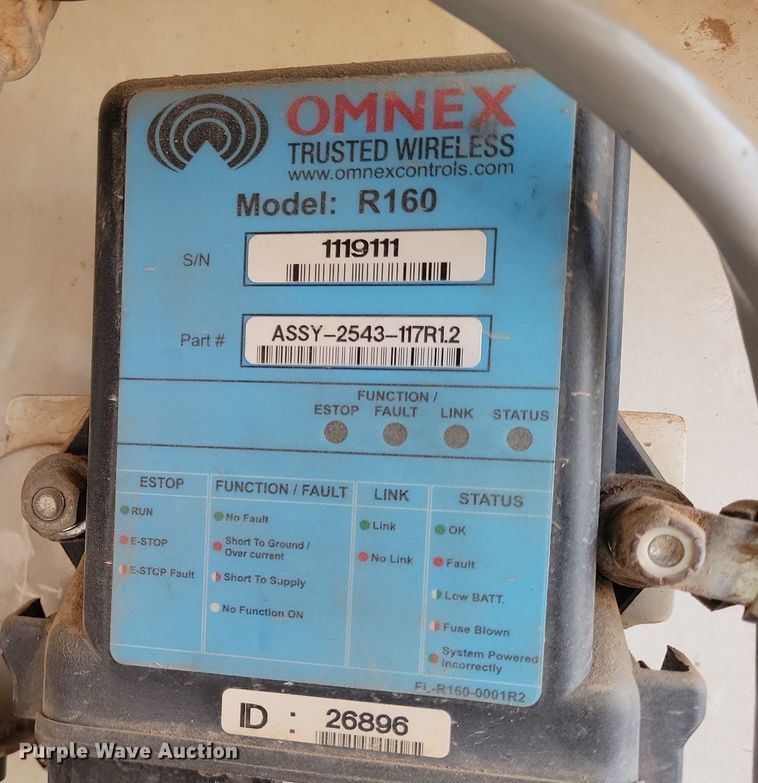 OMNEX
TRUSTED WIRELESS
www.omnexcontrols.com
Model: R160
S/N 1119111
Part # ASSY-2543-117R1.2
FUNCTION /
ESTOP FAULT LINK STATUS
ESTOP
RUN
E-STOP
E-STOP Fault
FUNCTION / FAULT
No Fault
Short To Ground /
Over current
Short To Supply
No Function ON
LINK
Link
No Link
STATUS
OK
Fault
Low BATT.
Fuse Blown
System Powered
Incorrectly
FL-R160-0001R2
ID : 26896
Purple Wave Auction